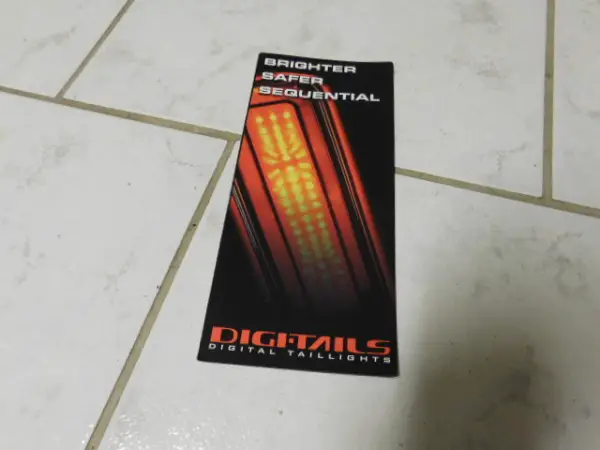 BRIGHTER
SAFER
SEQUENTIAL
DIGI-TAILS
DIGITAL TAILLIGHTS